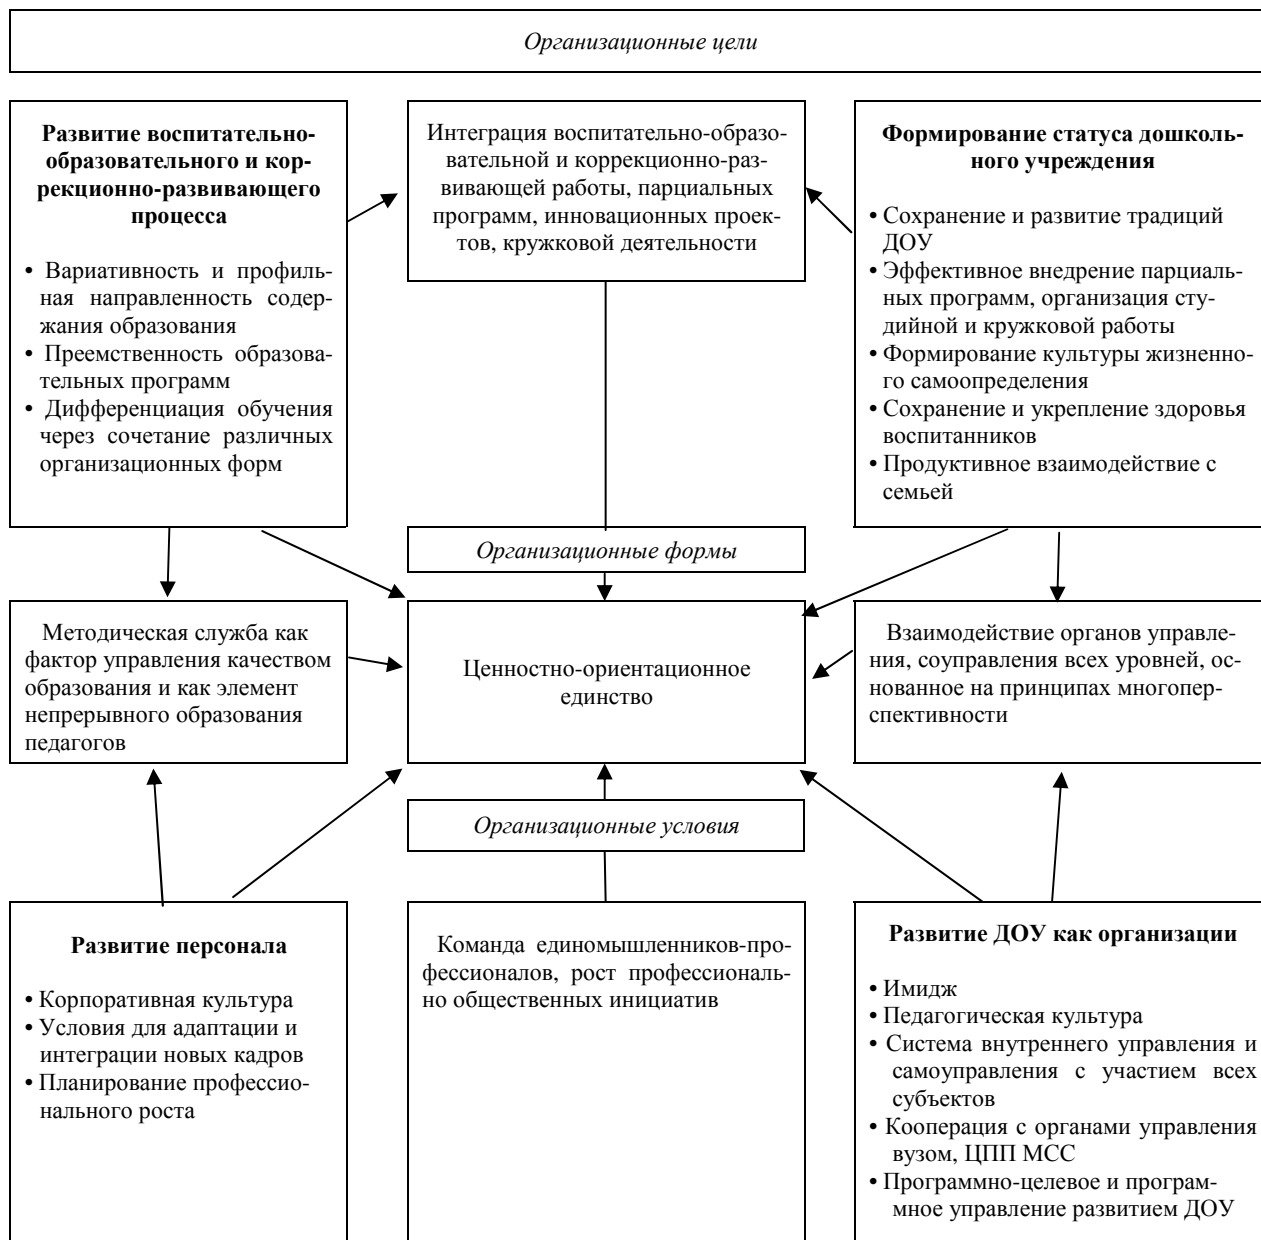 Организационные цели
Развитие воспитательно-
образовательного и кор-
рекционно-развивающего
процесса
• Вариативность и профиль-
ная направленность содер-
жания образования
• Преемственность образова-
тельных программ
• Дифференциация обучения
через сочетание различных
организационных форм
Интеграция воспитательно-образо-
вательной и коррекционно-раз-
вивающей работы, парциальных
программ, инновационных проек-
тов, кружковой деятельности
Формирование статуса дошколь-
ного учреждения
• Сохранение и развитие традиций
ДОУ
• Эффективное внедрение парциаль-
ных программ, организация сту-
дийной и кружковой работы
• Формирование культуры жизненно-
го самоопределения
• Сохранение и укрепление здоровья
воспитанников
• Продуктивное взаимодействие с
семьей
Организационные формы
Методическая служба как
фактор управления качеством
образования и как элемент
непрерывного образования
педагогов
Ценностно-ориентационное
единство
Взаимодействие органов управле-
ния, соуправления всех уровней, ос-
нованное на принципах многопер-
спективности
Организационные условия
Развитие персонала
• Корпоративная культура
• Условия для адаптации и
интеграции новых кадров
• Планирование профессио-
нального роста
Команда единомышленников-про-
фессионалов, рост профессиональ-
но общественных инициатив
Развитие ДОУ как организации
• Имидж
• Педагогическая культура
• Система внутреннего управления и
самоуправления с участием всех
субъектов
• Кооперация с органами управления
вузом, ЦПП МСС
• Программно-целевое и програм-
мное управление развитием ДОУ